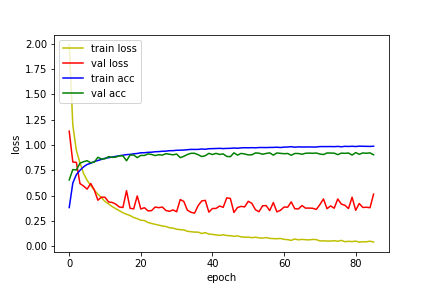 2.00
1.75
1.50
1.25
1.00
0.75
0.50
0.25
0.00
loss
train loss
val loss
train acc
val acc
0 20 40 60 80
epoch